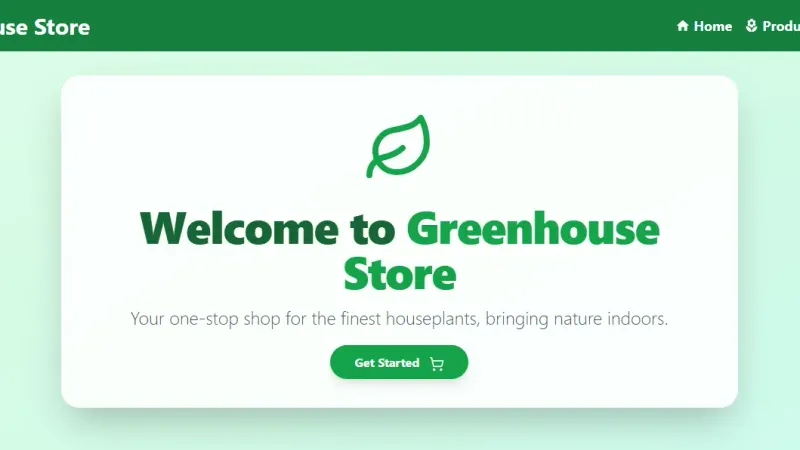 use Store
Home
Produ
Welcome to Greenhouse
Store
Your one-stop shop for the finest houseplants, bringing nature indoors.
Get Started